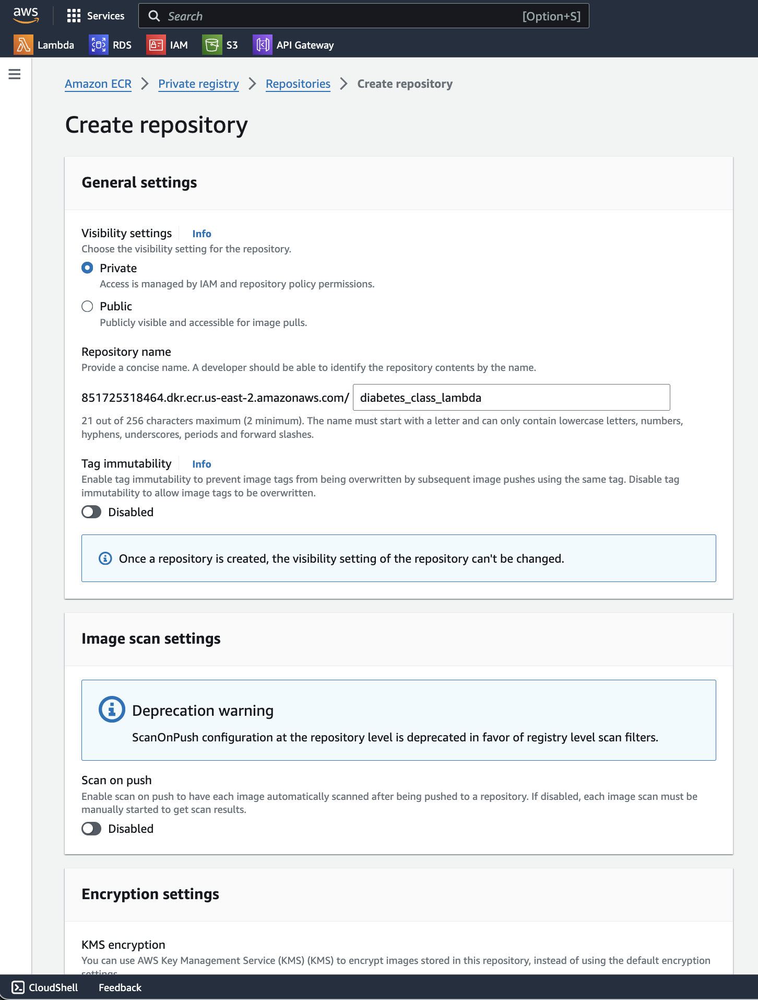 aws
Services
Search
[Option+S]
Lambda
RDS
IAM
S3
API Gateway
Amazon ECR
Private registry
Repositories
Create repository
Create repository
General settings
Visibility settings
Info
Choose the visibility setting for the repository.
Private
Access is managed by IAM and repository policy permissions.
Public
Publicly visible and accessible for image pulls.
Repository name
Provide a concise name. A developer should be able to identify the repository contents by the name.
851725318464.dkr.ecr.us-east-2.amazonaws.com/
diabetes_class_lambda
21 out of 256 characters maximum (2 minimum). The name must start with a letter and can only contain lowercase letters, numbers,
hyphens, underscores, periods and forward slashes.
Tag immutability
Info
Enable tag immutability to prevent image tags from being overwritten by subsequent image pushes using the same tag. Disable tag
immutability to allow image tags to be overwritten.
Disabled
Once a repository is created, the visibility setting of the repository can't be changed.
Image scan settings
Deprecation warning
ScanOnPush configuration at the repository level is deprecated in favor of registry level scan filters.
Scan on push
Enable scan on push to have each image automatically scanned after being pushed to a repository. If disabled, each image scan must be
manually started to get scan results.
Disabled
Encryption settings
KMS encryption
You can use AWS Key Management Service (KMS) (KMS) to encrypt images stored in this repository, instead of using the default encryption
settings.
CloudShell
Feedback